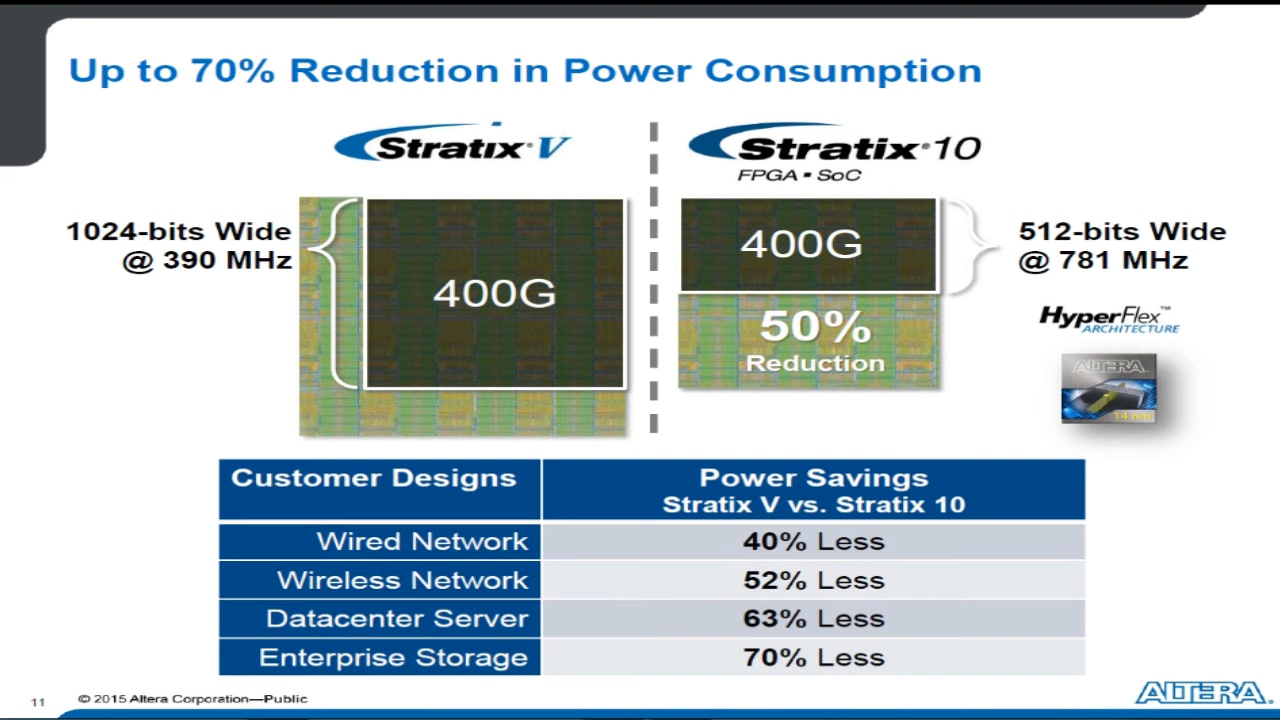 Up to 70% Reduction in Power Consumption
Stratix® V
Stratix® 10
FPGA ▪ SoC
1024-bits Wide
@ 390 MHz
400G
400G
50%
Reduction
512-bits Wide
@ 781 MHz
HyperFlex™
ARCHITECTURE
ALTERA
14 nm
Customer Designs
Power Savings
Stratix V vs. Stratix 10
Wired Network
40% Less
Wireless Network
52% Less
Datacenter Server
63% Less
Enterprise Storage
70% Less
11
© 2015 Altera Corporation—Public
ALTERA®